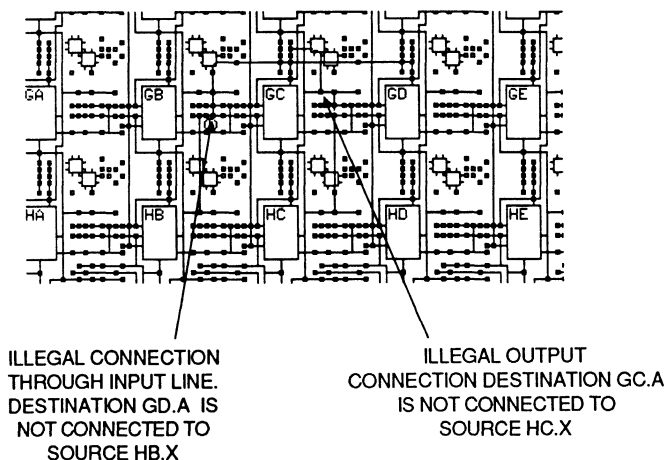 GA GB GC GD GE
HA HB HC HD HE
ILLEGAL CONNECTION
THROUGH INPUT LINE.
DESTINATION GD.A IS
NOT CONNECTED TO
SOURCE HB.X
ILLEGAL OUTPUT
CONNECTION DESTINATION GC.A
IS NOT CONNECTED TO
SOURCE HC.X